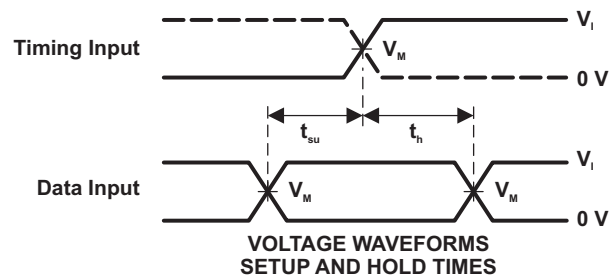 V_I
Timing Input
V_M
0 V
t_su
t_h
V_I
Data Input
V_M
V_M
0 V
VOLTAGE WAVEFORMS
SETUP AND HOLD TIMES